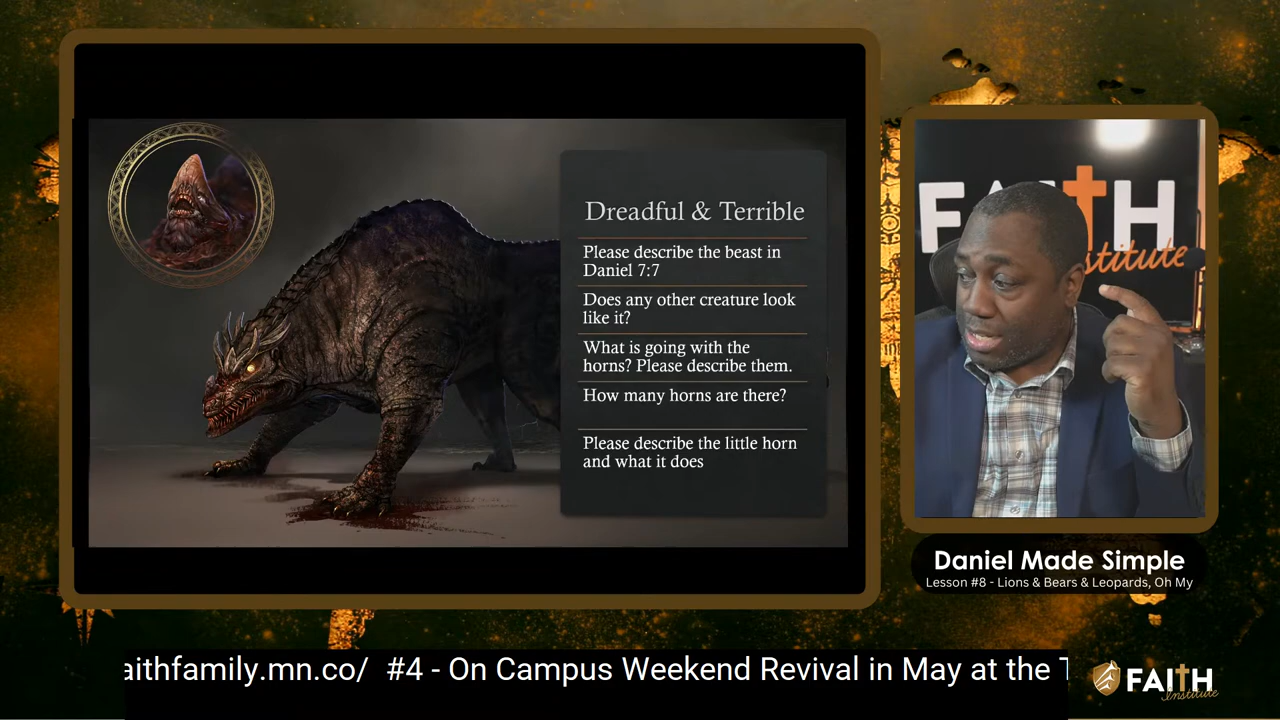 Dreadful & Terrible
Please describe the beast in
Daniel 7:7
Does any other creature look
like it?
What is going with the
horns? Please describe them.
How many horns are there?
Please describe the little horn
and what it does
FAITH
stitute
Daniel Made Simple
Lesson #8 - Lions & Bears & Leopards, Oh My
aithfamily.mn.co/ #4 - On Campus Weekend Revival in May at the T
FAITH
Institute